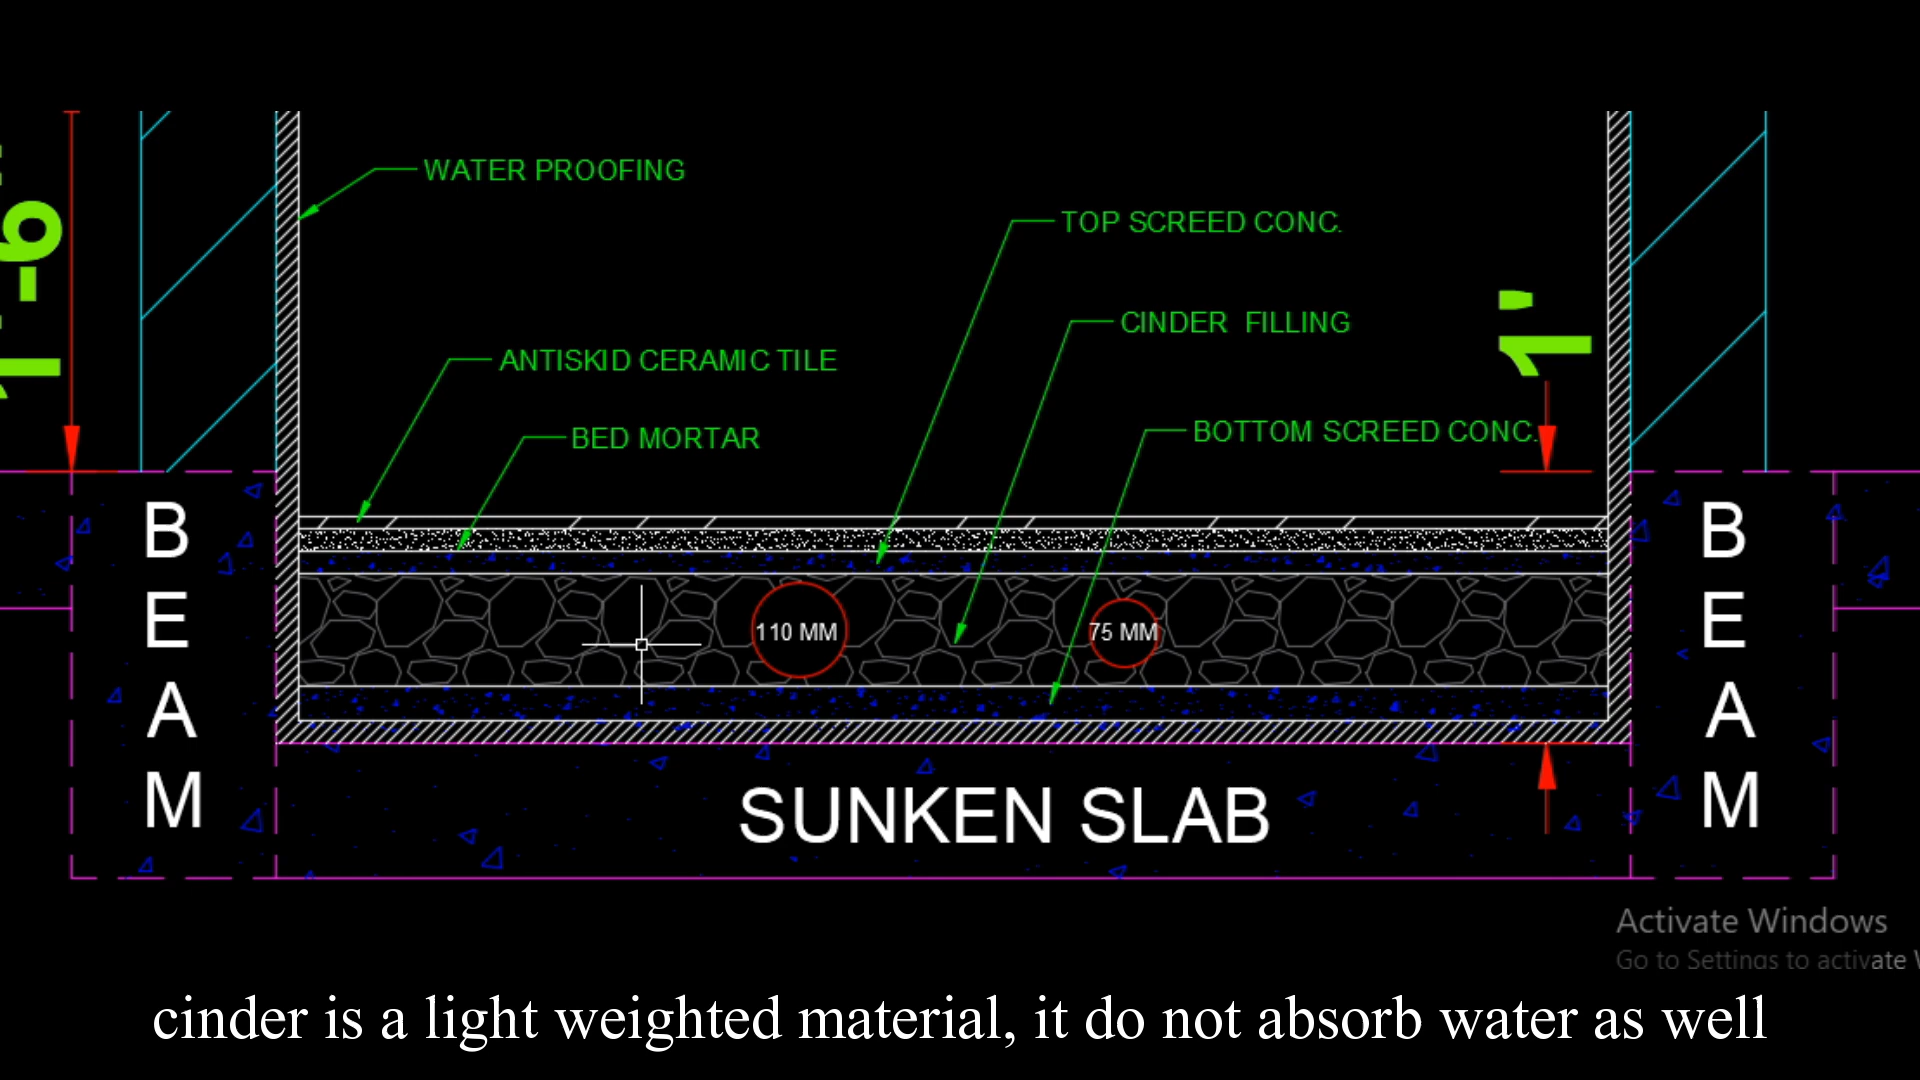 WATER PROOFING
TOP SCREED CONC.
CINDER FILLING
1'
ANTISKID CERAMIC TILE
BED MORTAR
BOTTOM SCREED CONC.
BEAM
110 MM
75 MM
BEAM
SUNKEN SLAB
Activate Windows
Go to Settings to activate
cinder is a light weighted material, it do not absorb water as well